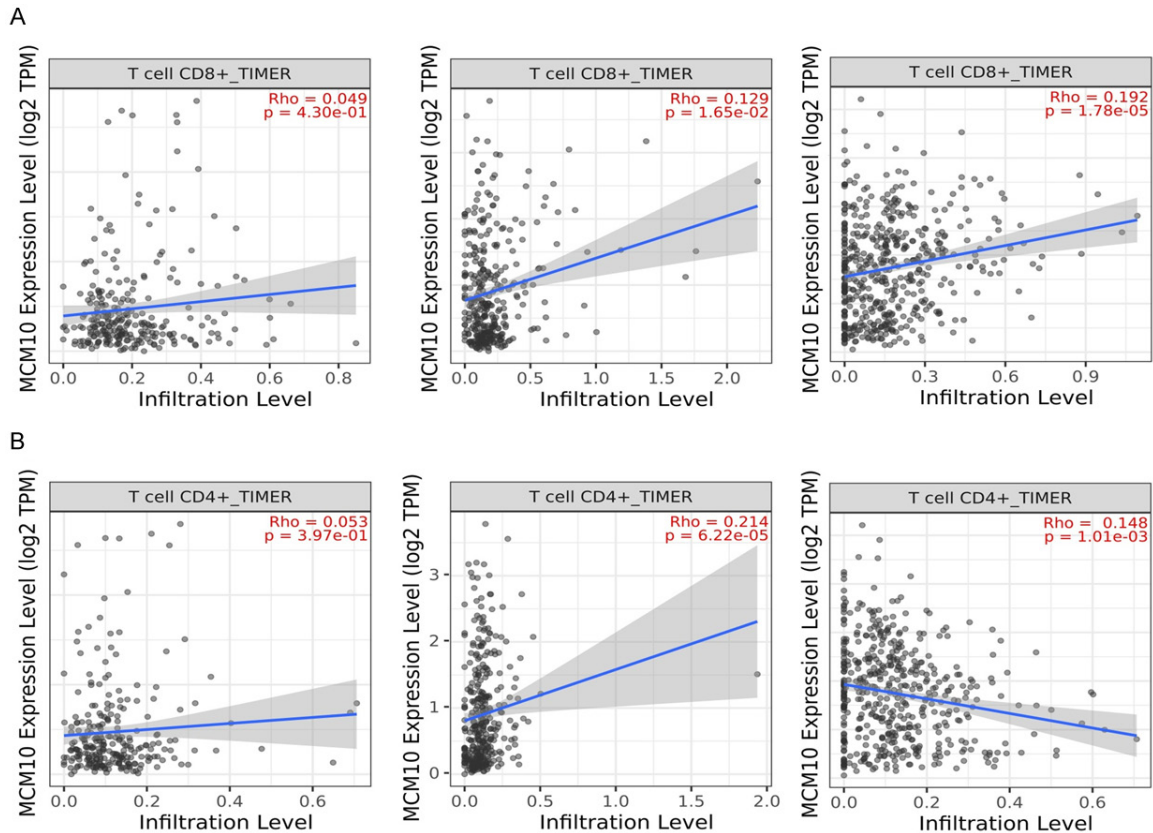 A
T cell CD8+_TIMER
Rho = 0.049
p = 4.30e-01
MCM10 Expression Level (log2 TPM)
0.0 0.2 0.4 0.6 0.8
Infiltration Level
T cell CD8+_TIMER
Rho = 0.129
p = 1.65e-02
MCM10 Expression Level (log2 TPM)
0.0 0.5 1.0 1.5 2.0
Infiltration Level
T cell CD8+_TIMER
Rho = 0.192
p = 1.78e-05
MCM10 Expression Level (log2 TPM)
0.0 0.3 0.6 0.9
Infiltration Level
B
T cell CD4+_TIMER
Rho = 0.053
p = 3.97e-01
MCM10 Expression Level (log2 TPM)
0.0 0.2 0.4 0.6
Infiltration Level
T cell CD4+_TIMER
Rho = 0.214
p = 6.22e-05
MCM10 Expression Level (log2 TPM)
3
2
1
0
0.0 0.5 1.0 1.5 2.0
Infiltration Level
T cell CD4+_TIMER
Rho = 0.148
p = 1.01e-03
MCM10 Expression Level (log2 TPM)
0.0 0.2 0.4 0.6
Infiltration Level